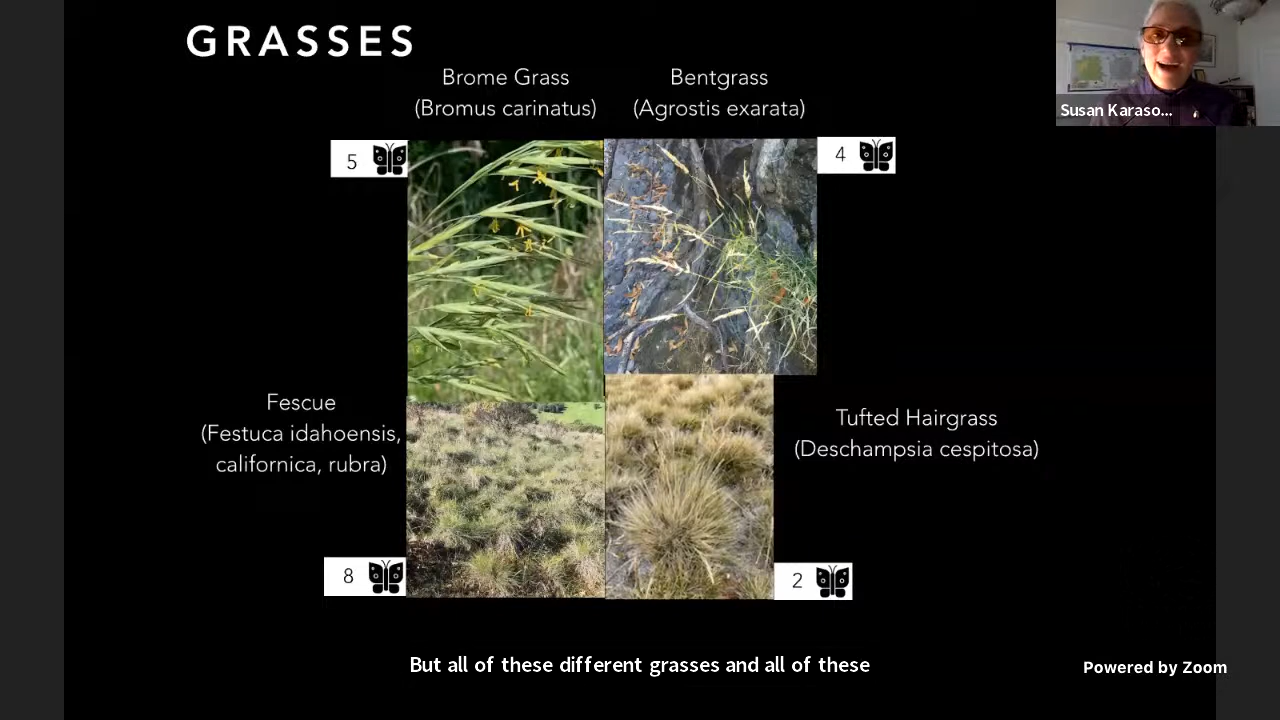 GRASSES
Brome Grass
(Bromus carinatus)
Bentgrass
(Agrostis exarata)
Susan Karaso...
5
4
Fescue
(Festuca idahoensis,
californica, rubra)
Tufted Hairgrass
(Deschampsia cespitosa)
8
2
But all of these different grasses and all of these
Powered by Zoom